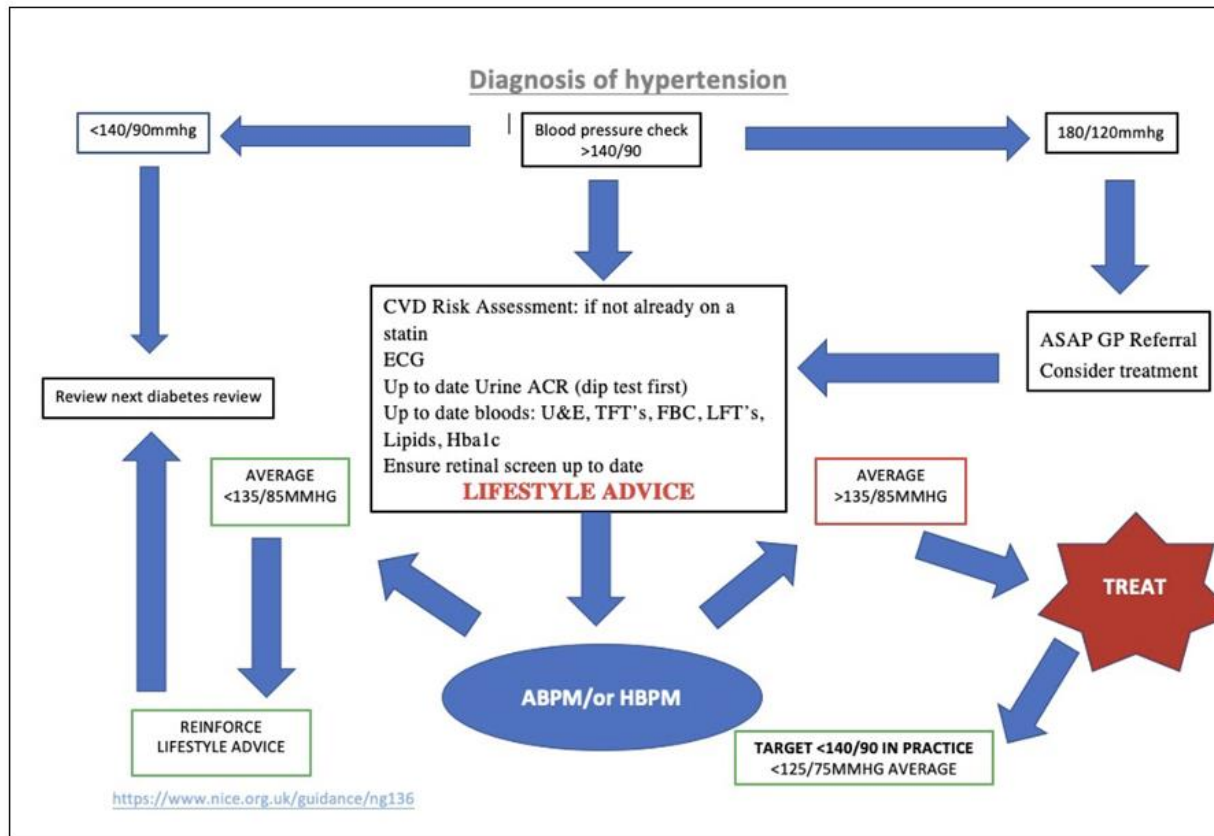 Diagnosis of hypertension
<140/90mmhg
Blood pressure check
>140/90
180/120mmhg
CVD Risk Assessment: if not already on a
statin
ECG
Up to date Urine ACR (dip test first)
Up to date bloods: U&E, TFT's, FBC, LFT's,
Lipids, Hba1c
Ensure retinal screen up to date
LIFESTYLE ADVICE
ASAP GP Referral
Consider treatment
Review next diabetes review
AVERAGE
<135/85MMHG
AVERAGE
>135/85MMHG
TREAT
ABPM/or HBPM
REINFORCE
LIFESTYLE ADVICE
TARGET <140/90 IN PRACTICE
<125/75MMHG AVERAGE
https://www.nice.org.uk/guidance/ng136